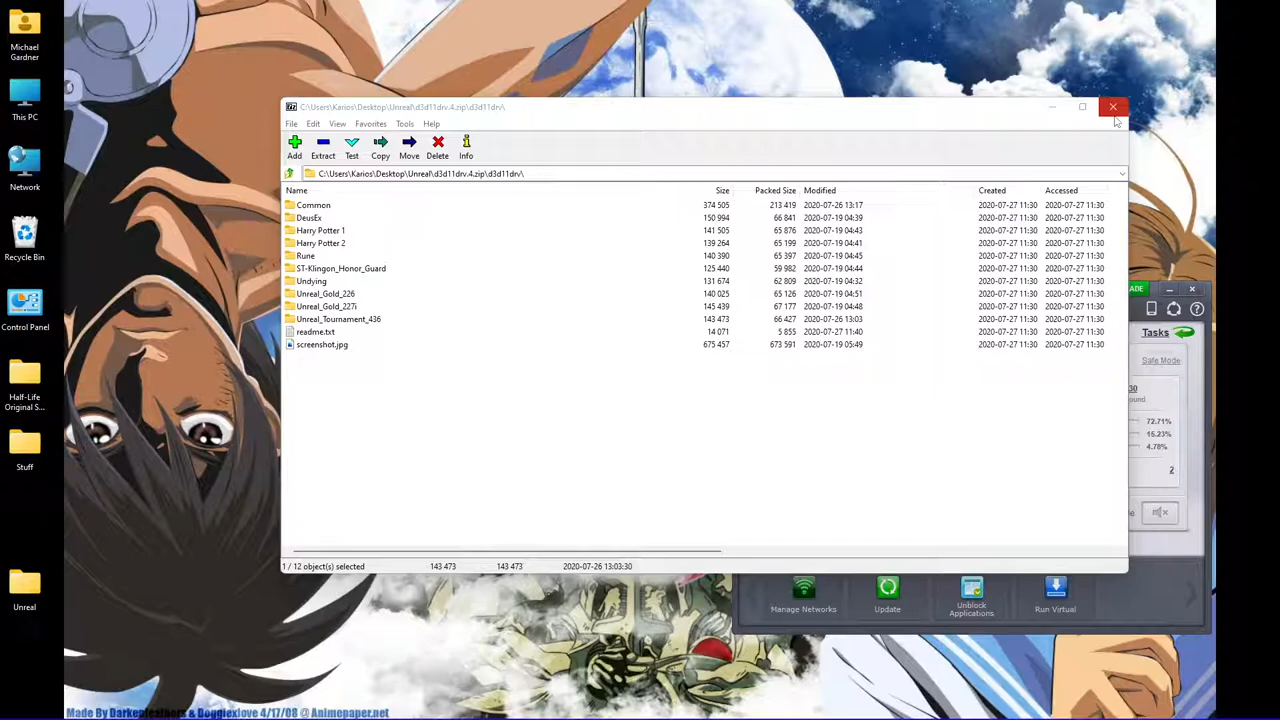 Michael
Gardner
This PC
Network
Recycle Bin
Control Panel
Half-Life
Original S...
Stuff
Unreal
C:\Users\Karios\Desktop\Unreal\d3d11drv.4.zip\d3d11drv\
File Edit View Favorites Tools Help
Add Extract Test Copy Move Delete Info
C:\Users\Karios\Desktop\Unreal\d3d11drv.4.zip\d3d11drv\
Name Size Packed Size Modified Created Accessed
Common 374 505 213 419 2020-07-26 13:17 2020-07-27 11:30 2020-07-27 11:30
DeusEx 150 994 66 841 2020-07-19 04:39 2020-07-27 11:30 2020-07-27 11:30
Harry Potter 1 141 505 65 876 2020-07-19 04:43 2020-07-27 11:30 2020-07-27 11:30
Harry Potter 2 139 264 65 199 2020-07-19 04:41 2020-07-27 11:30 2020-07-27 11:30
Rune 140 390 65 397 2020-07-19 04:45 2020-07-27 11:30 2020-07-27 11:30
ST-Klingon_Honor_Guard 125 440 59 982 2020-07-19 04:44 2020-07-27 11:30 2020-07-27 11:30
Undying 131 674 62 809 2020-07-19 04:44 2020-07-27 11:30 2020-07-27 11:30
Unreal_Gold_226 140 025 65 126 2020-07-19 04:51 2020-07-27 11:30 2020-07-27 11:30
Unreal_Gold_227i 145 439 67 177 2020-07-19 04:48 2020-07-27 11:30 2020-07-27 11:30
Unreal_Tournament_436 143 473 66 427 2020-07-26 13:03 2020-07-27 11:30 2020-07-27 11:30
readme.txt 14 071 5 855 2020-07-27 11:40 2020-07-27 11:30 2020-07-27 11:30
screenshot.jpg 675 457 673 591 2020-07-19 05:49 2020-07-27 11:30 2020-07-27 11:30
1 / 12 object(s) selected 143 473 143 473 2020-07-26 13:03:30
ADE
Tasks
Safe Mode
30
ound
72.71%
15.23%
4.78%
2
Manage Networks
Update
Unblock
Applications
Run Virtual
Made By Darkepfeathers & Doggiexlove 4/17/08 @ Animepaper.net